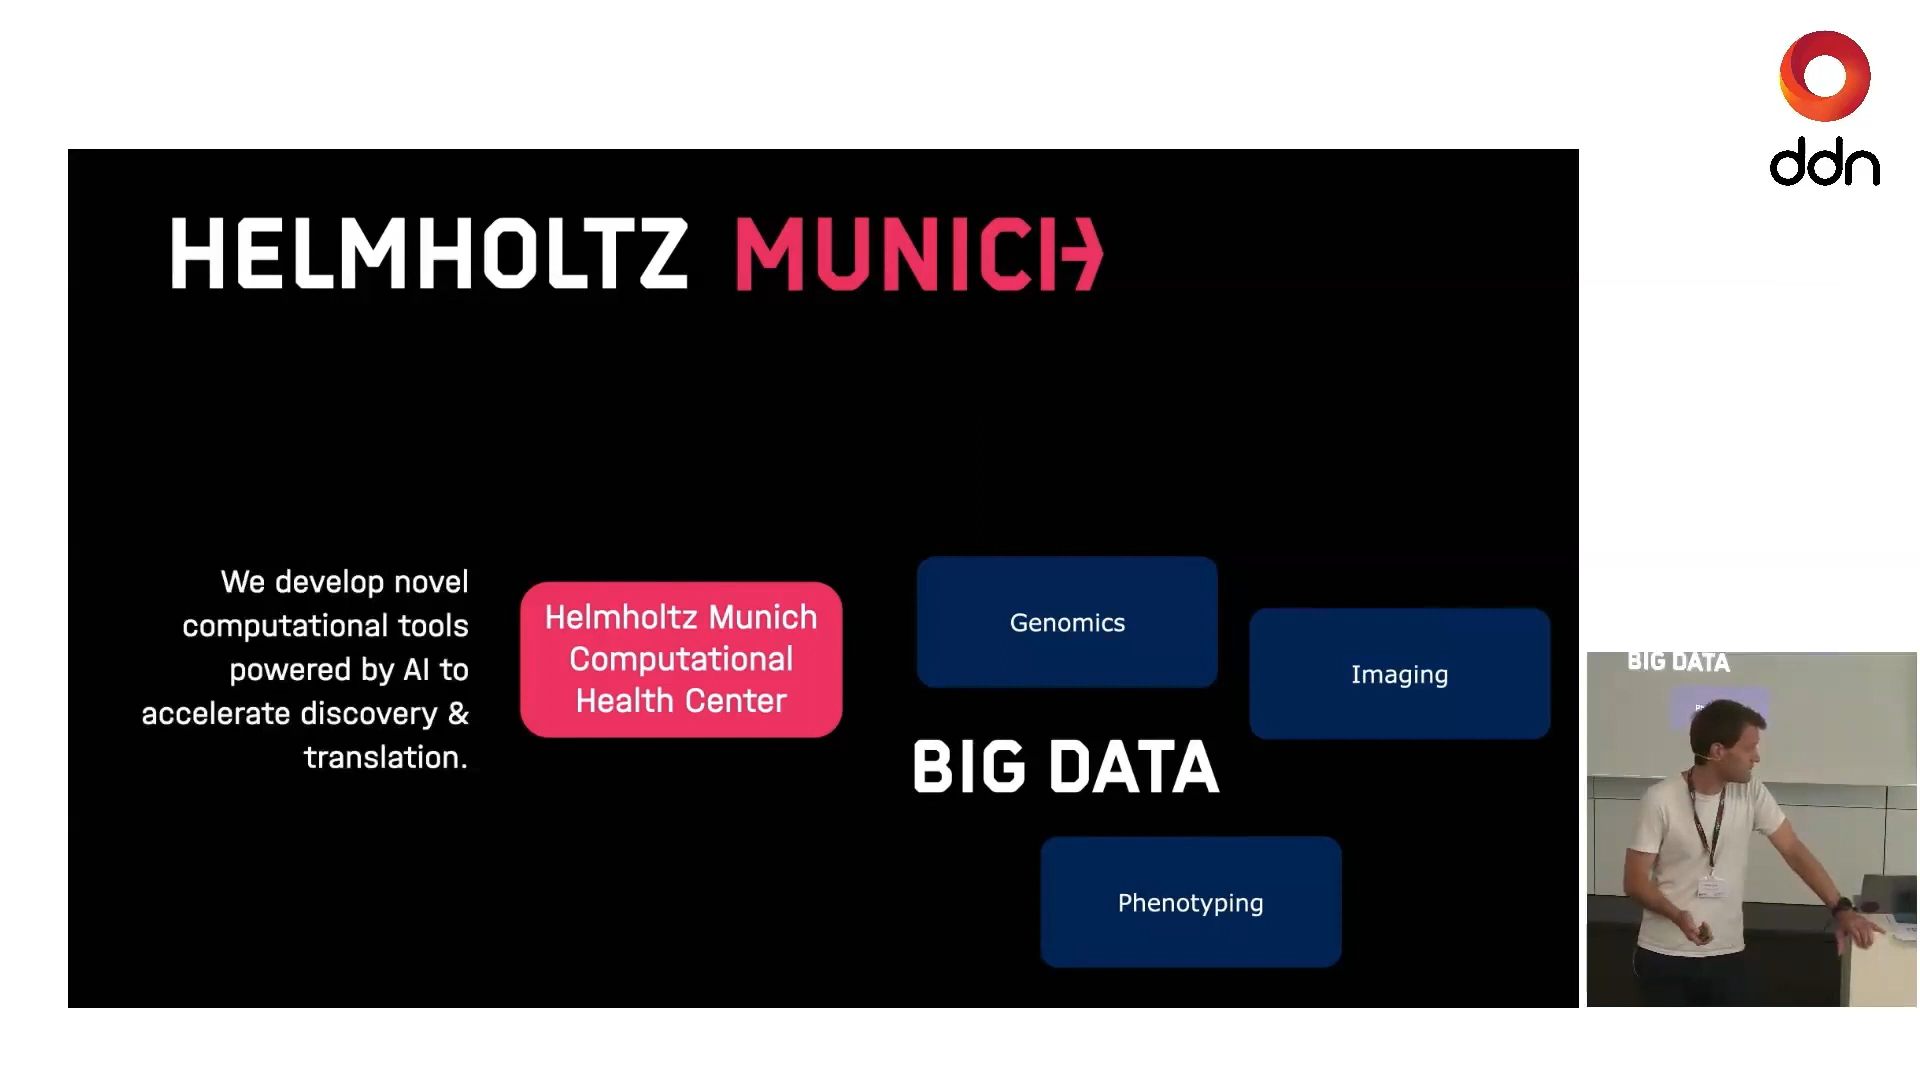 ddn
HELMHOLTZ MUNICH
We develop novel
computational tools
powered by AI to
accelerate discovery &
translation.
Helmholtz Munich
Computational
Health Center
Genomics
Imaging
BIG DATA
Phenotyping
BIG DATA